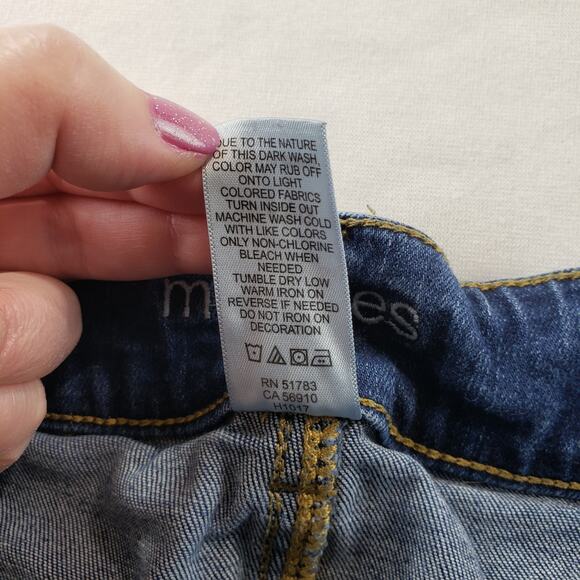 DUE TO THE NATURE
OF THIS DARK WASH,
COLOR MAY RUB OFF
ONTO LIGHT
COLORED FABRICS
TURN INSIDE OUT
MACHINE WASH COLD
WITH LIKE COLORS
ONLY NON-CHLORINE
BLEACH WHEN
NEEDED
TUMBLE DRY LOW
WARM IRON ON
REVERSE IF NEEDED
DO NOT IRON ON
DECORATION
RN 51783
CA 56910
H1017